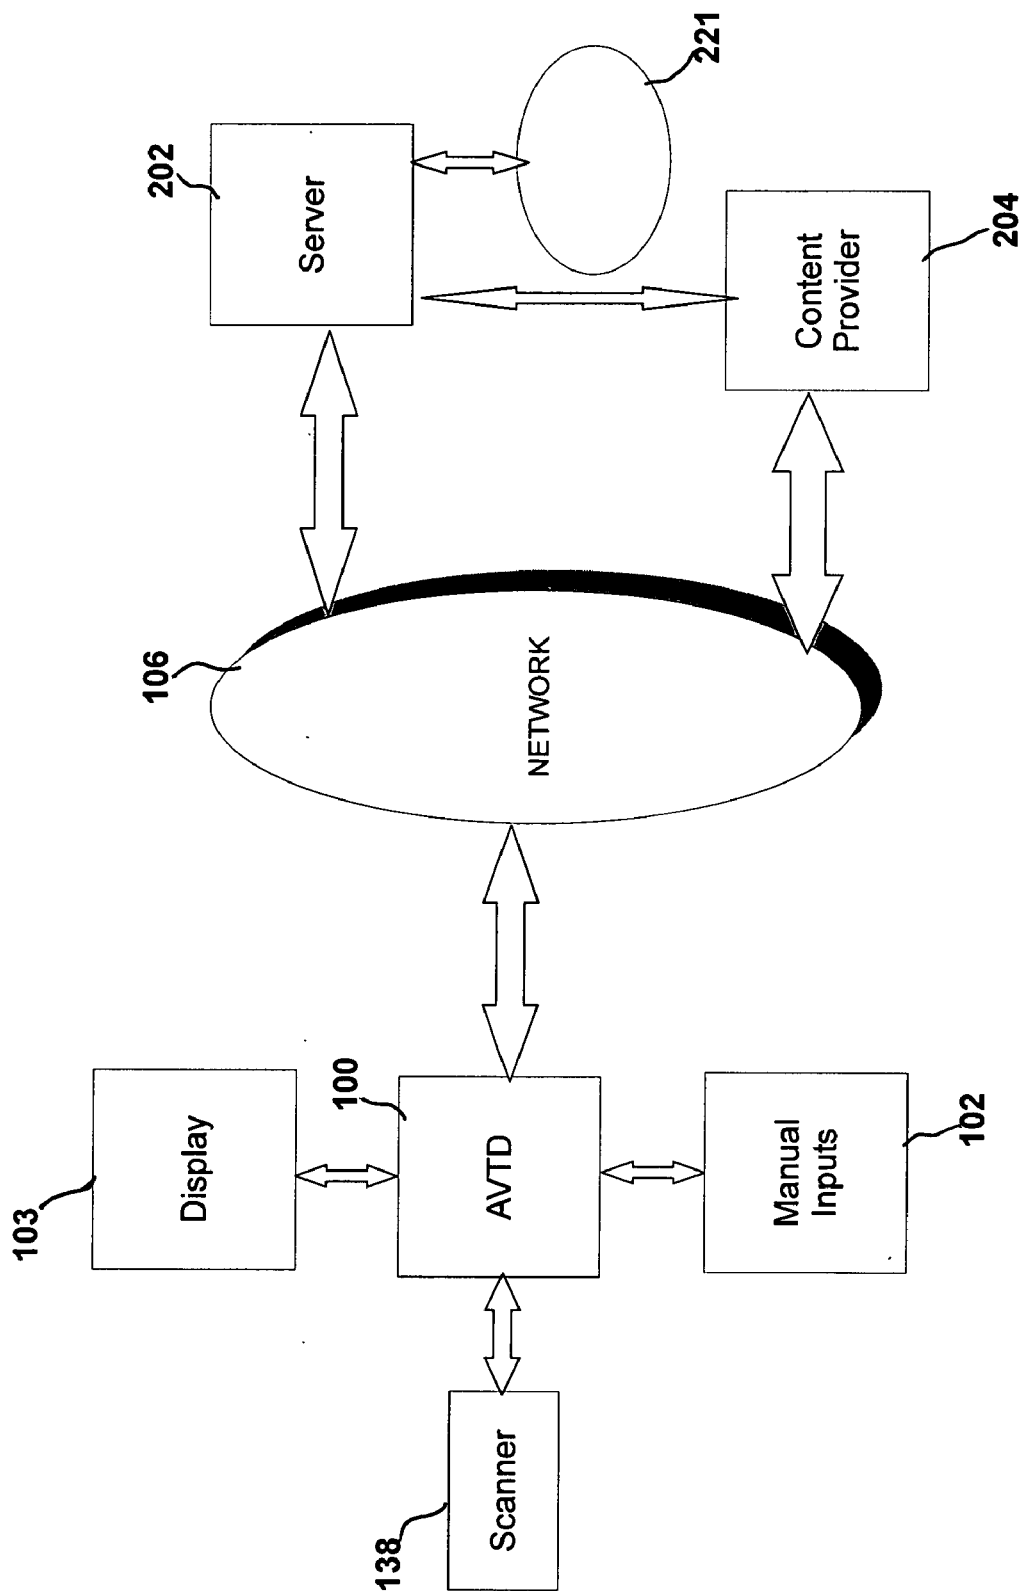 103
Display
138
Scanner
100
AVTD
102
Manual
Inputs
106
NETWORK
202
Server
221
204
Content
Provider